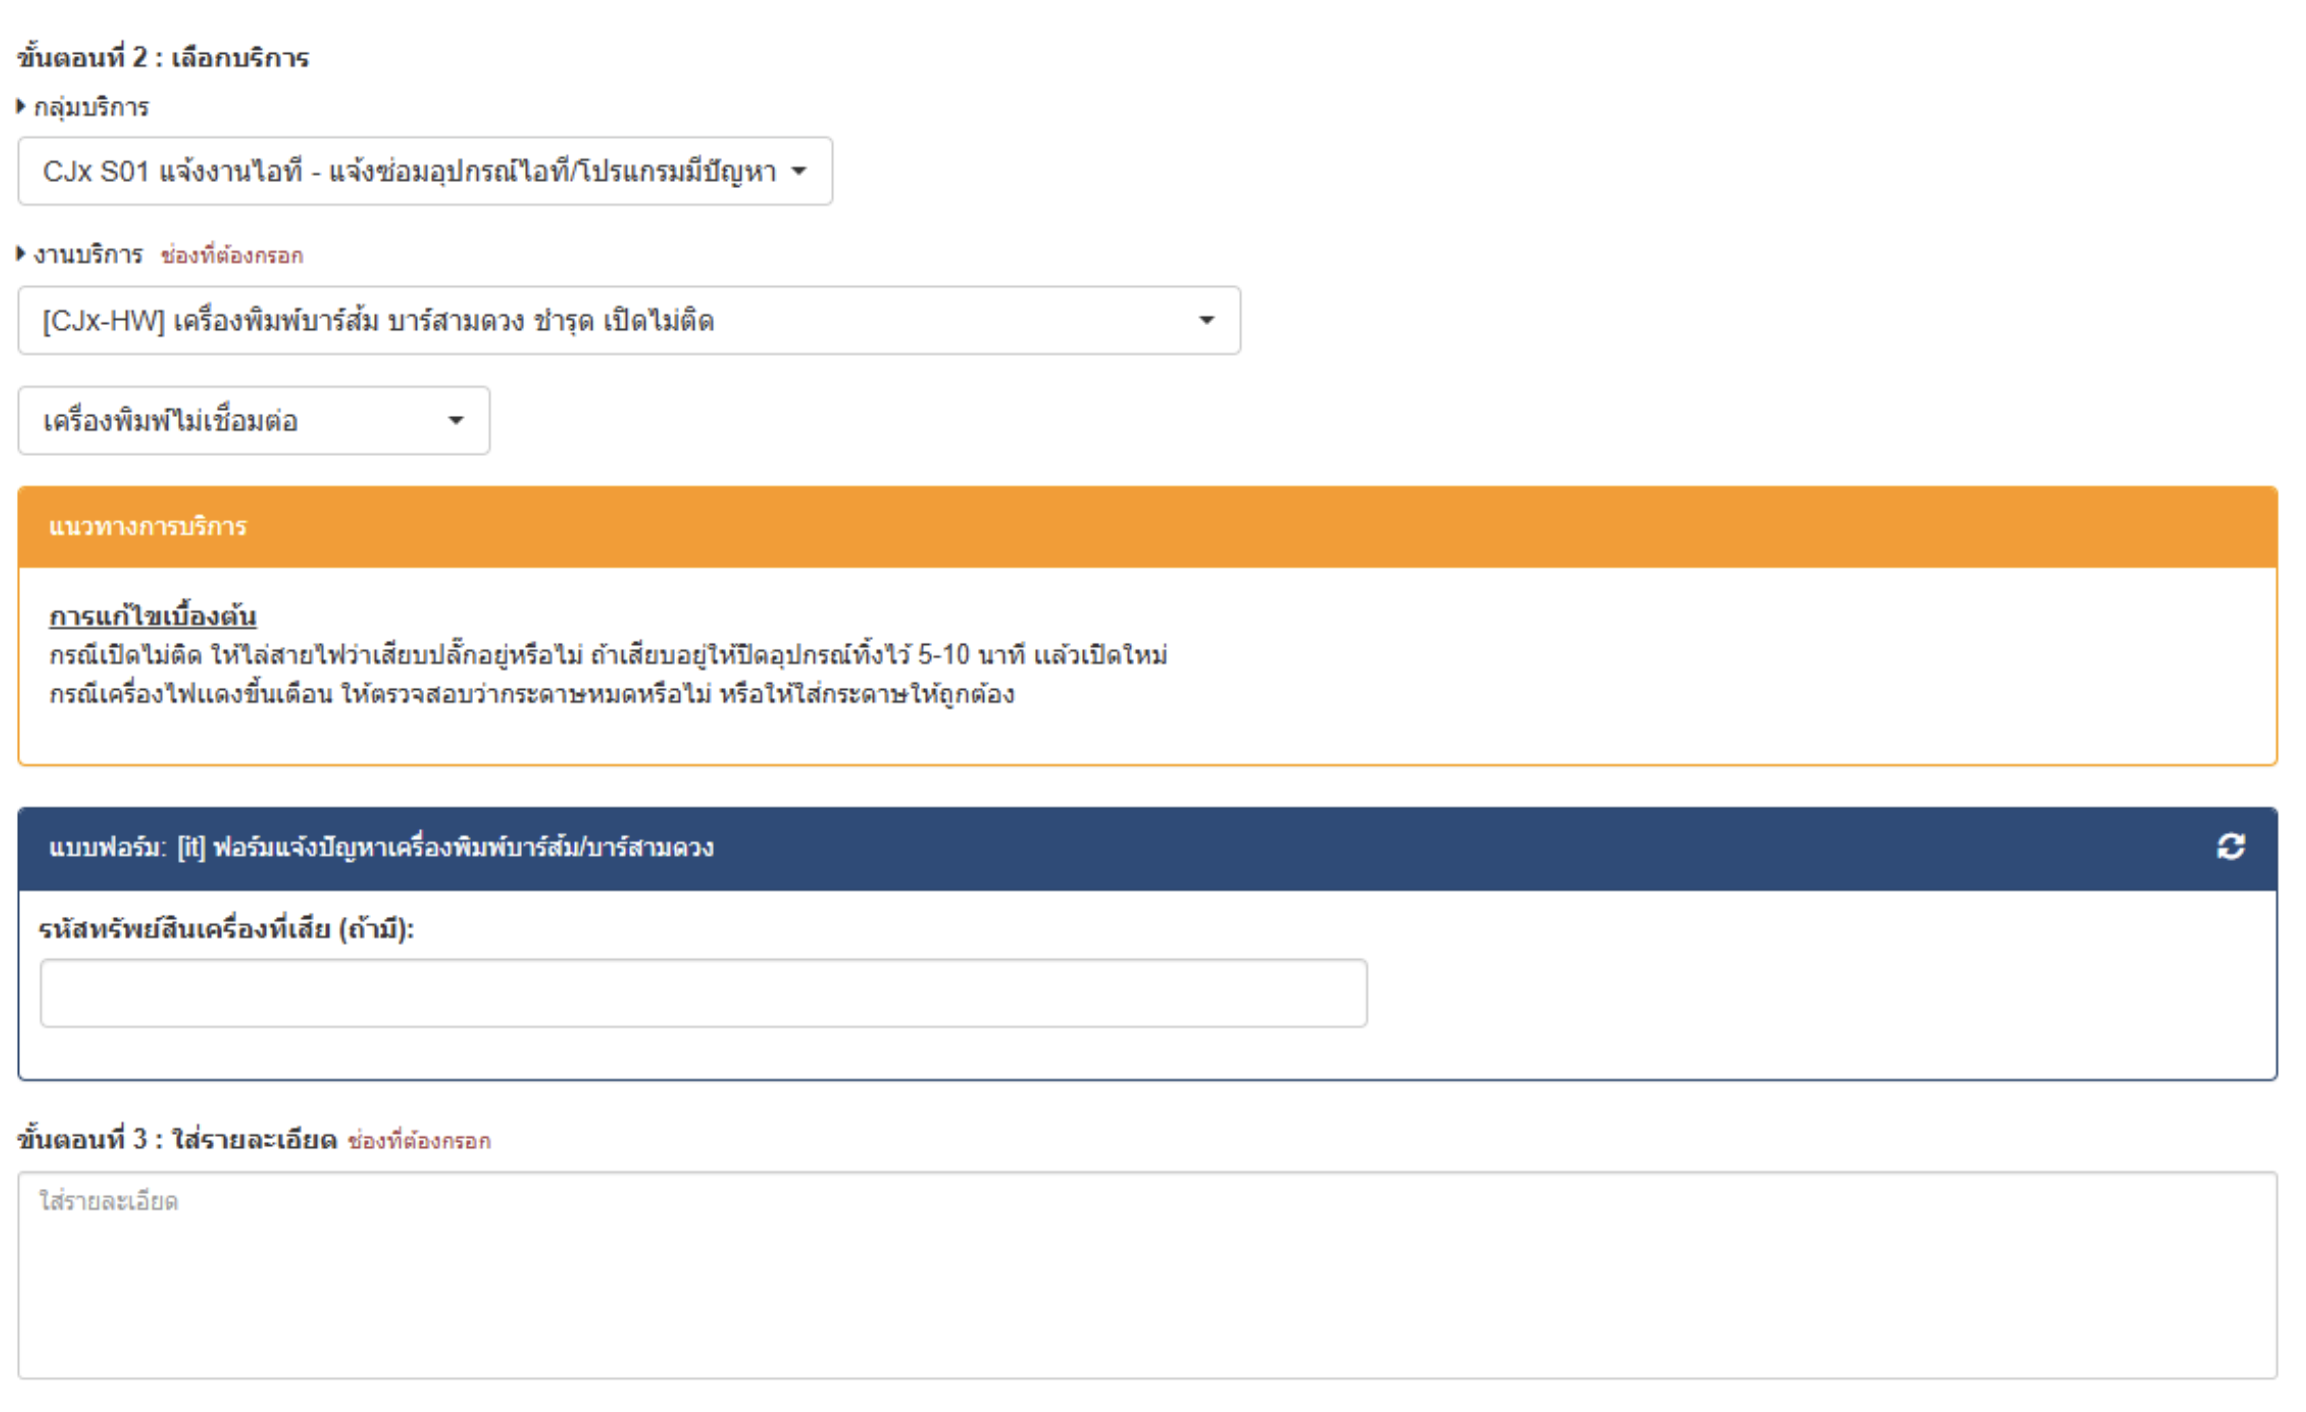 ขั้นตอนที่ 2 : เลือกบริการ
กลุ่มบริการ
CJx S01 แจ้งงานไอที - แจ้งซ่อมอุปกรณ์ไอที/โปรแกรมมีปัญหา
งานบริการ ช่องที่ต้องกรอก
[CJx-HW] เครื่องพิมพ์บาร์ส้ม บาร์สามดวง ชำรุด เปิดไม่ติด
เครื่องพิมพ์ไม่เชื่อมต่อ
แนวทางการบริการ
การแก้ไขเบื้องต้น
กรณีเปิดไม่ติด ให้ไล่สายไฟว่าเสียบปลั๊กอยู่หรือไม่ ถ้าเสียบอยู่ให้ปิดอุปกรณ์ทิ้งไว้ 5-10 นาที แล้วเปิดใหม่
กรณีเครื่องไฟแดงขึ้นเตือน ให้ตรวจสอบว่ากระดาษหมดหรือไม่ หรือให้ใส่กระดาษให้ถูกต้อง
แบบฟอร์ม: [it] ฟอร์มแจ้งปัญหาเครื่องพิมพ์บาร์ส้ม/บาร์สามดวง
รหัสทรัพย์สินเครื่องที่เสีย (ถ้ามี):
ขั้นตอนที่ 3 : ใส่รายละเอียด ช่องที่ต้องกรอก
ใส่รายละเอียด